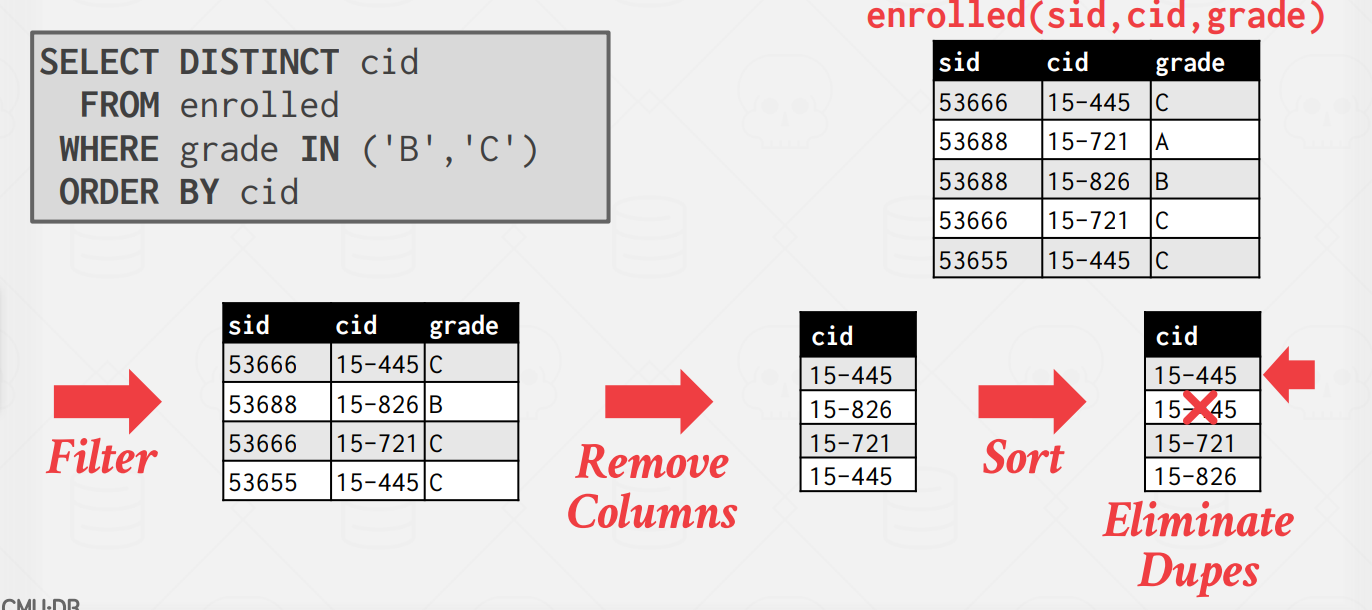 enrolled(sid,cid,grade)
SELECT DISTINCT cid
FROM enrolled
WHERE grade IN ('B','C')
ORDER BY cid
sid cid grade
53666 15-445 C
53688 15-721 A
53688 15-826 B
53666 15-721 C
53655 15-445 C
Filter
sid cid grade
53666 15-445 C
53688 15-826 B
53666 15-721 C
53655 15-445 C
Remove
Columns
cid
15-445
15-826
15-721
15-445
Sort
cid
15-445
15-445
15-721
15-826
Eliminate
Dupes
CMU·DB